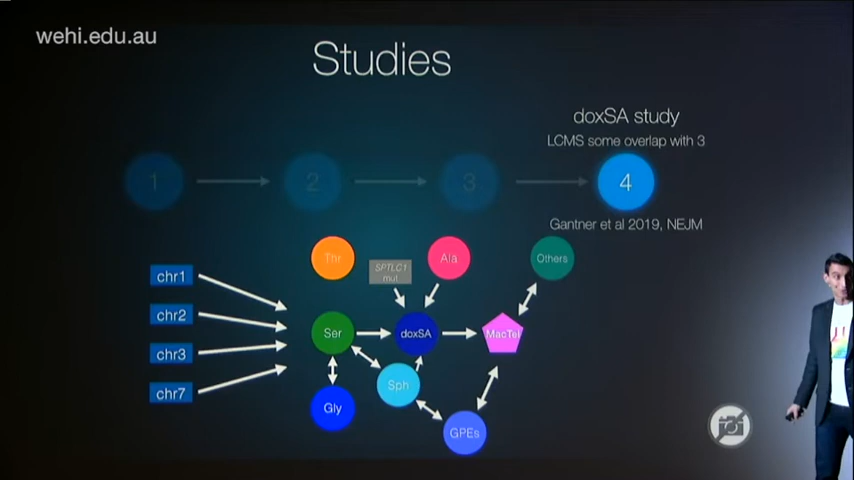 wehi.edu.au
Studies
doxSA study
LCMS some overlap with 3
1
2
3
4
Gantner et al 2019, NEJM
Thr
SPTLC1
mut
Ala
Others
chr1
chr2
chr3
chr7
Ser
doxSA
MacTel
Sph
Gly
GPEs